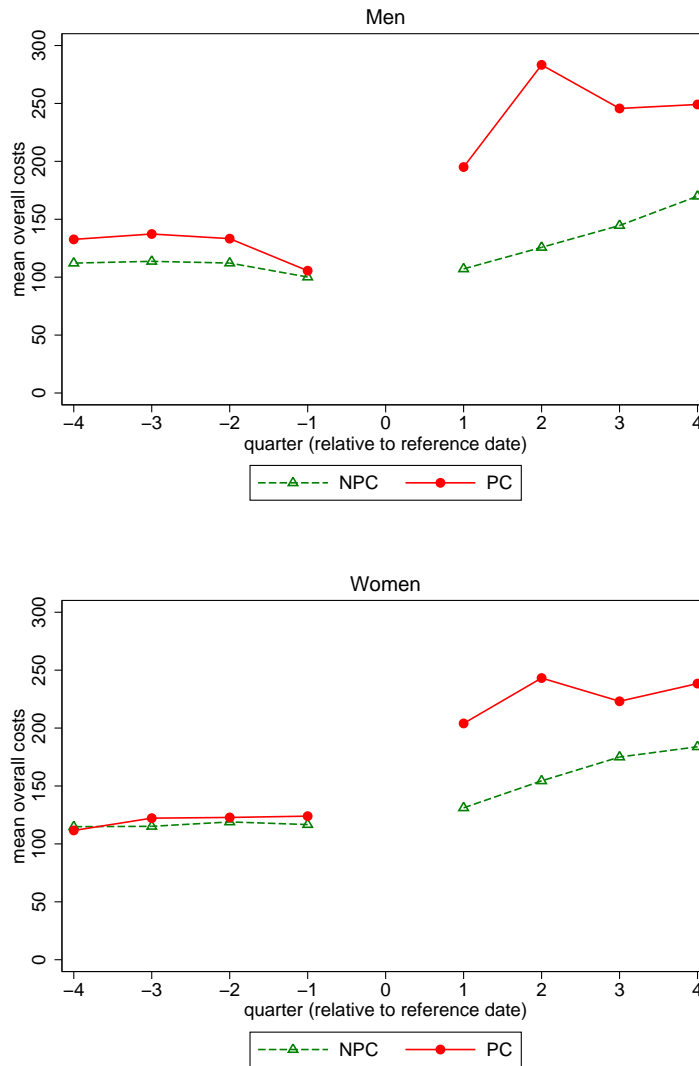 Men
300
250
200
150
100
50
0
mean overall costs
−4 −3 −2 −1 0 1 2 3 4
quarter (relative to reference date)
NPC PC
Women
300
250
200
150
100
50
0
mean overall costs
−4 −3 −2 −1 0 1 2 3 4
quarter (relative to reference date)
NPC PC